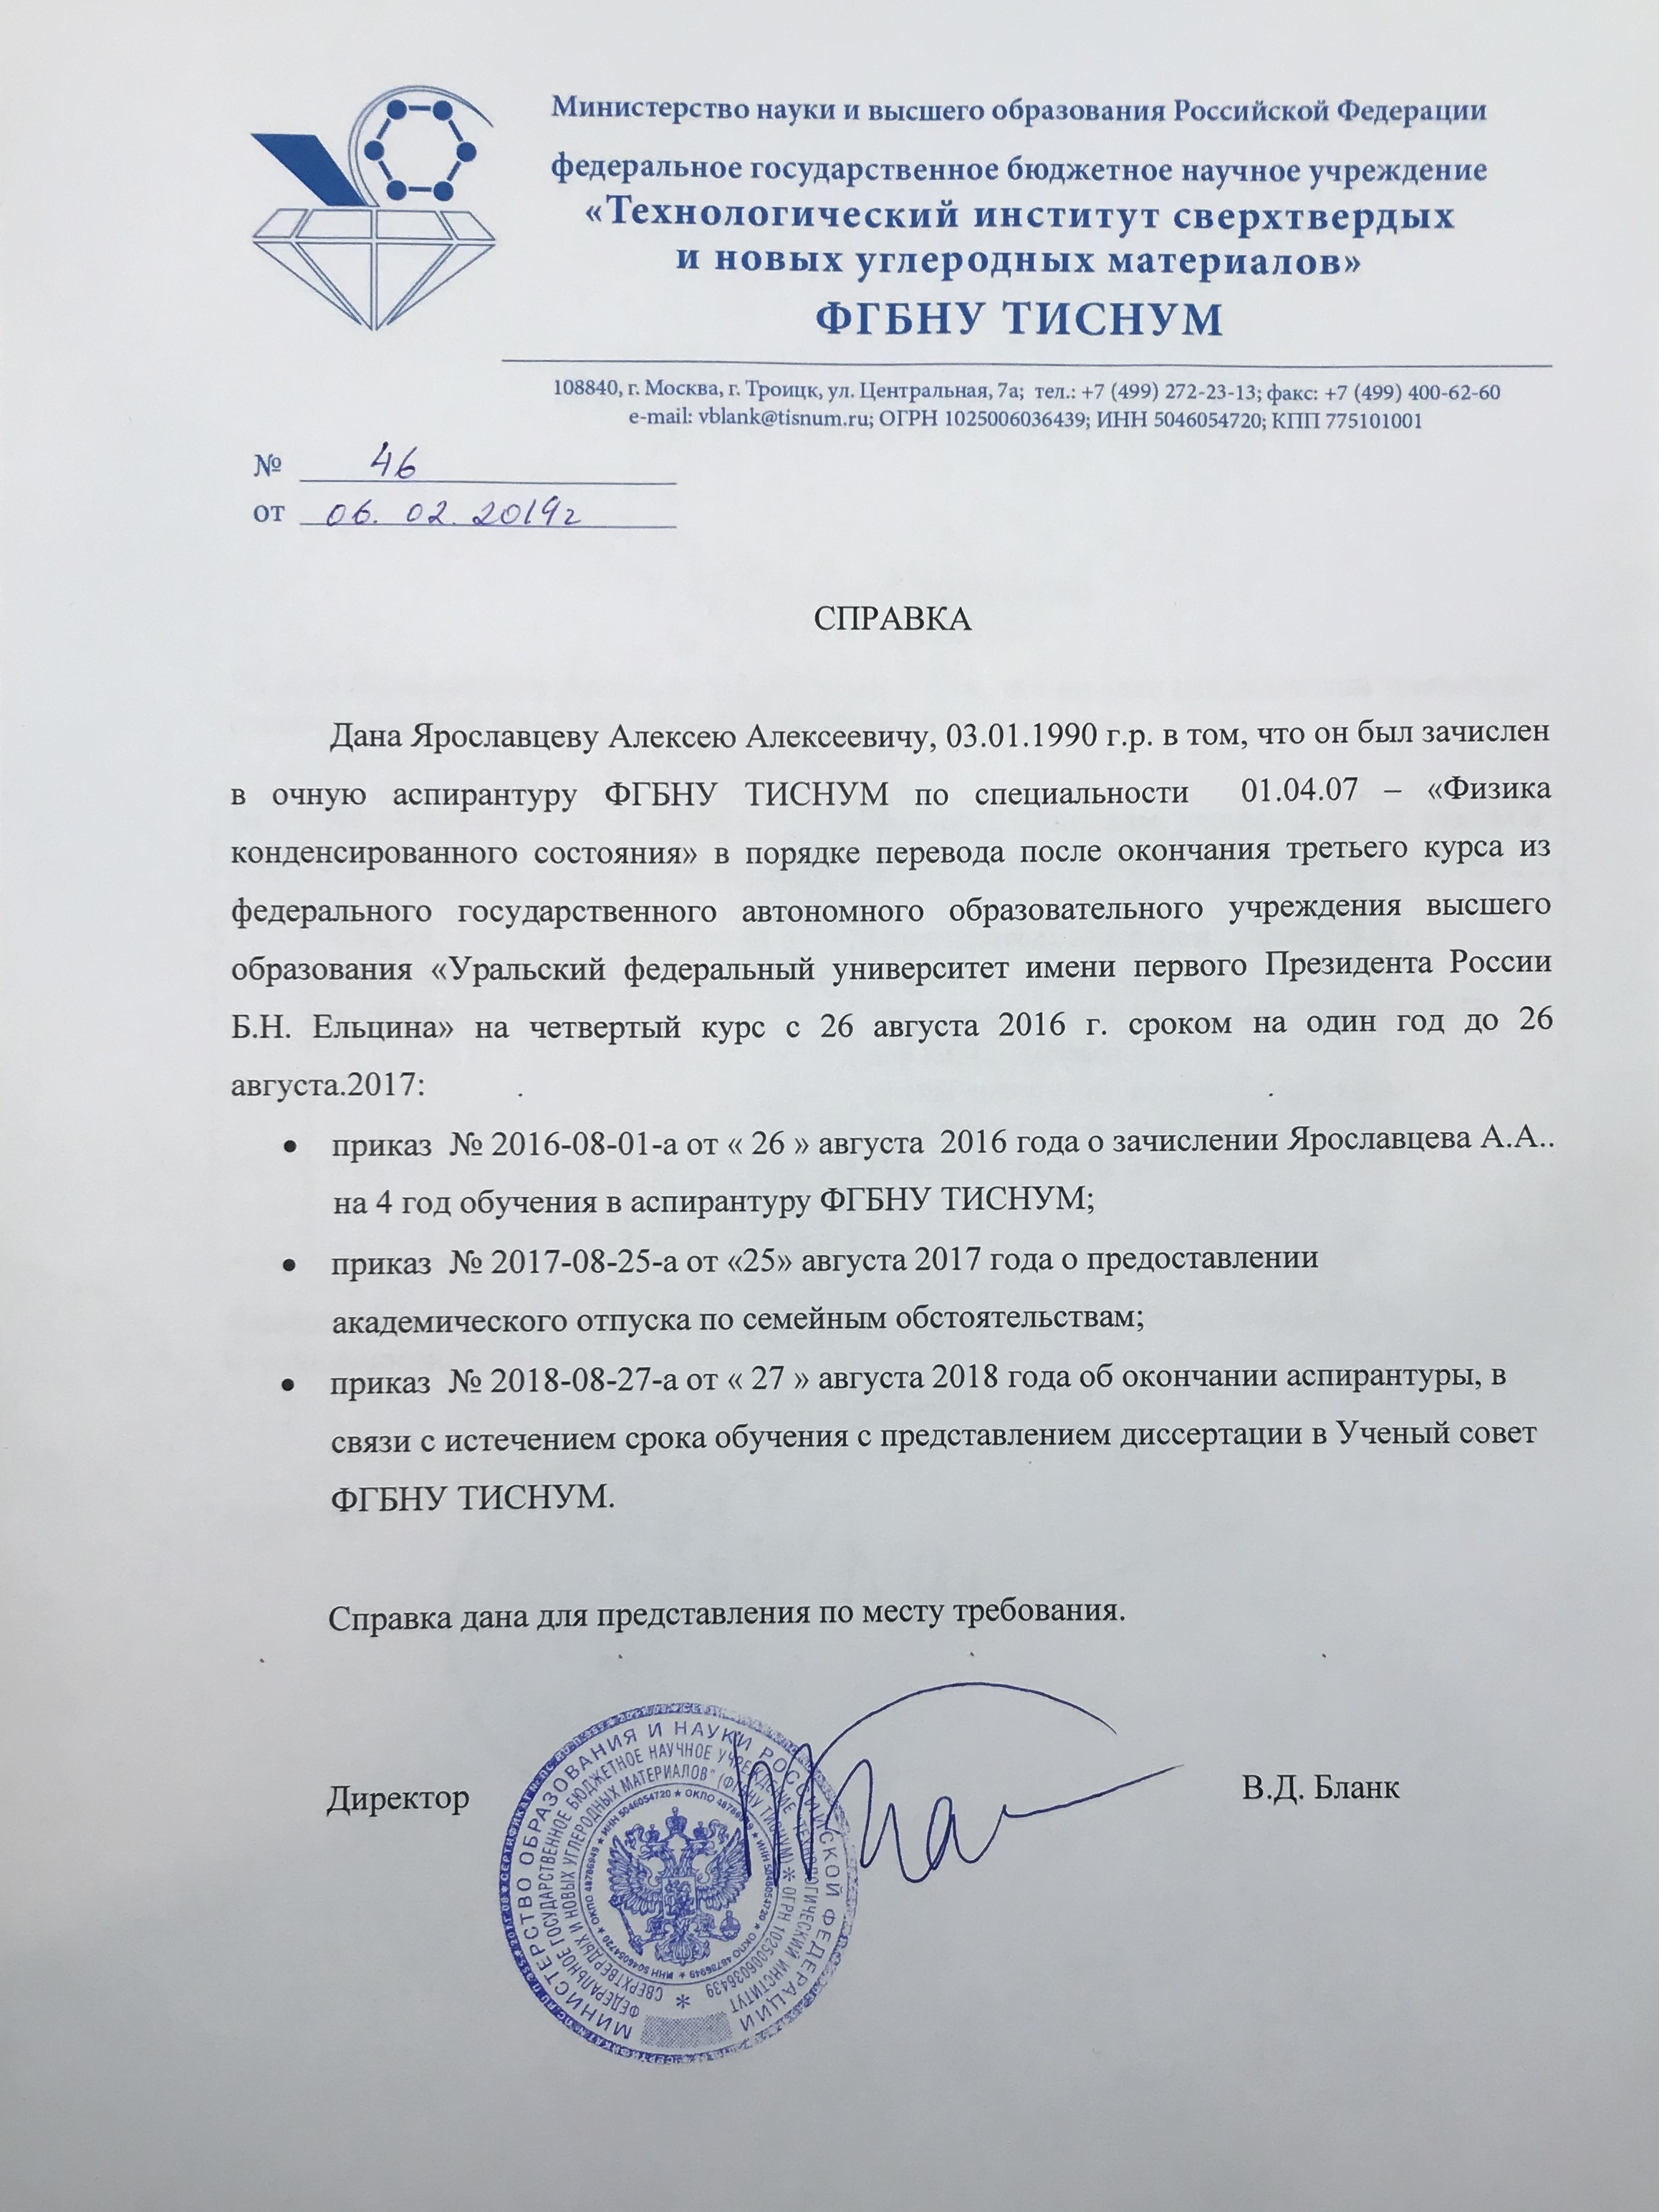 Министерство науки и высшего образования Российской Федерации
федеральное государственное бюджетное научное учреждение
«Технологический институт сверхтвердых
и новых углеродных материалов»
ФГБНУ ТИСНУМ
108840, г. Москва, г. Троицк, ул. Центральная, 7а; тел.: +7 (499) 272-23-13; факс: +7 (499) 400-62-60
e-mail: vblank@tisnum.ru; ОГРН 1025006036439; ИНН 5046054720; КПП 775101001
№ 46
от 06. 02. 2019г
СПРАВКА
Дана Ярославцеву Алексею Алексеевичу, 03.01.1990 г.р. в том, что он был зачислен
в очную аспирантуру ФГБНУ ТИСНУМ по специальности 01.04.07 – «Физика
конденсированного состояния» в порядке перевода после окончания третьего курса из
федерального государственного автономного образовательного учреждения высшего
образования «Уральский федеральный университет имени первого Президента России
Б.Н. Ельцина» на четвертый курс с 26 августа 2016 г. сроком на один год до 26
августа.2017:
• приказ № 2016-08-01-а от « 26 » августа 2016 года о зачислении Ярославцева А.А..
на 4 год обучения в аспирантуру ФГБНУ ТИСНУМ;
• приказ № 2017-08-25-а от «25» августа 2017 года о предоставлении
академического отпуска по семейным обстоятельствам;
• приказ № 2018-08-27-а от « 27 » августа 2018 года об окончании аспирантуры, в
связи с истечением срока обучения с представлением диссертации в Ученый совет
ФГБНУ ТИСНУМ.
Справка дана для представления по месту требования.
Директор В.Д. Бланк
МИНИСТЕРСТВО ОБРАЗОВАНИЯ И НАУКИ РОССИЙСКОЙ ФЕДЕРАЦИИ
ФЕДЕРАЛЬНОЕ ГОСУДАРСТВЕННОЕ БЮДЖЕТНОЕ НАУЧНОЕ УЧРЕЖДЕНИЕ "ТЕХНОЛОГИЧЕСКИЙ ИНСТИТУТ
СВЕРХТВЕРДЫХ И НОВЫХ УГЛЕРОДНЫХ МАТЕРИАЛОВ" (ФГБНУ ТИСНУМ) * ОГРН 1025006036439 *
ИНН 5046054720 ★ ОКПО 48786949 ★ ИНН 5046054720 ★ ОКПО 48786949 ★ ИНН 5046054720 ★ ОКПО 48786949 ★